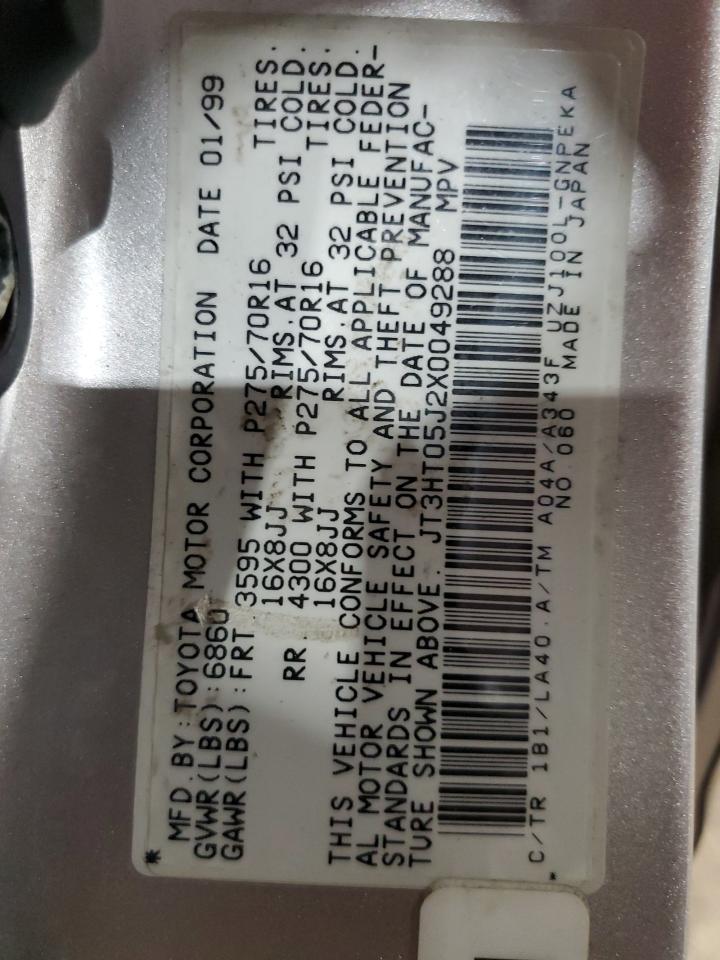 MFD.BY:TOYOTA MOTOR CORPORATION DATE 01/99
GVWR(LBS):6860
GAWR(LBS):FRT 3595 WITH P275/70R16 TIRES.
16X8JJ RIMS.AT 32 PSI COLD.
RR 4300 WITH P275/70R16 TIRES:
16X8JJ RIMS.AT 32 PSI COLD.
THIS VEHICLE CONFORMS TO ALL APPLICABLE FEDER-
AL MOTOR VEHICLE SAFETY AND THEFT PREVENTION
STANDARDS IN EFFECT ON THE DATE OF MANUFAC-
TURE SHOWN ABOVE. JT3HT05J2X0049288 MPV
C/TR 1B1/LA40.A/TM A04A/A343F UZJ100L-GNPEKA
NO.060 MADE IN JAPAN